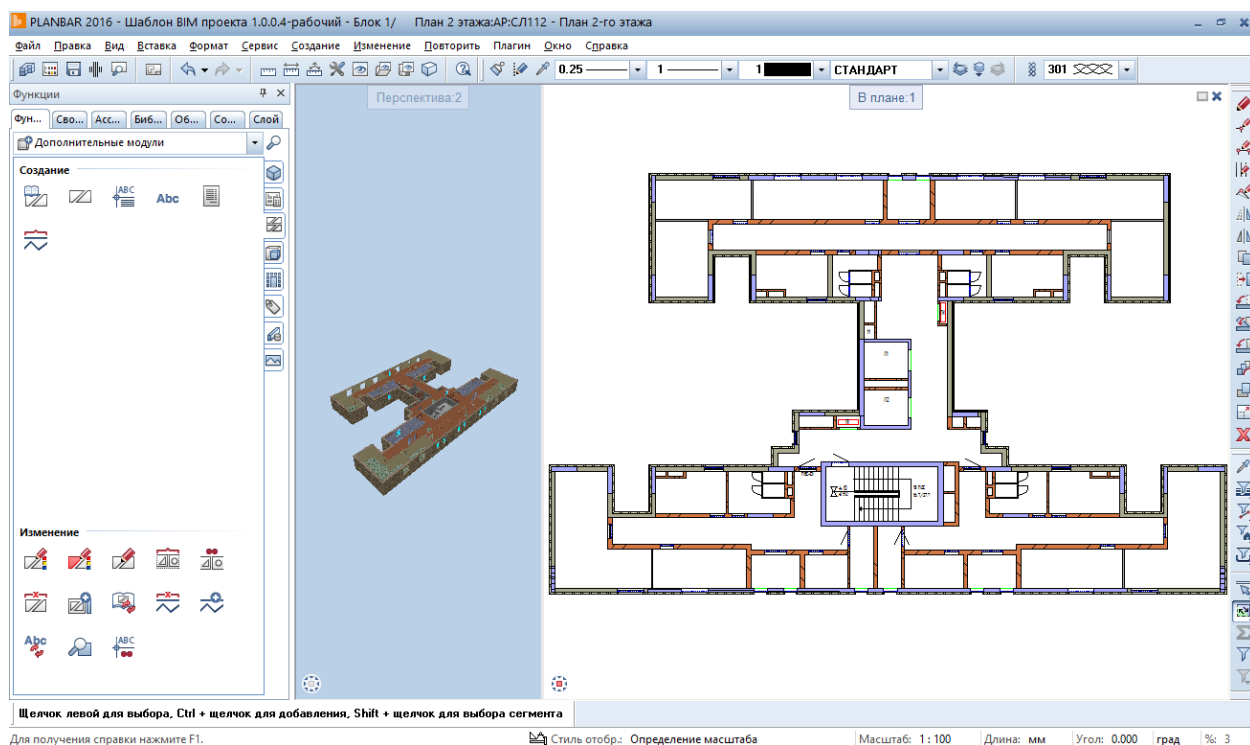 PLANBAR 2016 - Шаблон BIM проекта 1.0.0.4-рабочий - Блок 1/ План 2 этажа:АР:СЛ112 - План 2-го этажа
Файл Правка Вид Вставка Формат Сервис Создание Изменение Повторить Плагин Окно Справка
0.25 1 1 СТАНДАРТ 301
Функции
Перспектива:2
В плане:1
Фун... Сво... Асс... Биб... Об... Со... Слой
Дополнительные модули
Создание
ABC
Abc
Изменение
Abc
ABC
Щелчок левой для выбора, Ctrl + щелчок для добавления, Shift + щелчок для выбора сегмента
Для получения справки нажмите F1.
Стиль отобр.: Определение масштаба
Масштаб: 1 : 100 Длина: мм Угол: 0.000 град %: 3